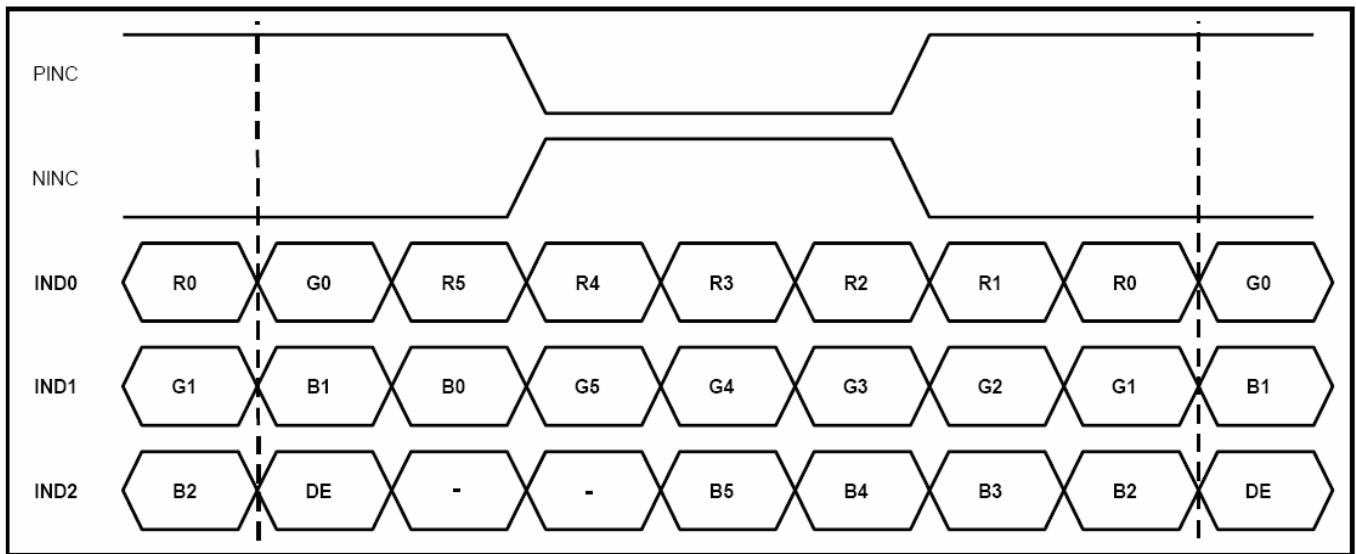 PINC
NINC
IND0 R0 G0 R5 R4 R3 R2 R1 R0 G0
IND1 G1 B1 B0 G5 G4 G3 G2 G1 B1
IND2 B2 DE - - B5 B4 B3 B2 DE